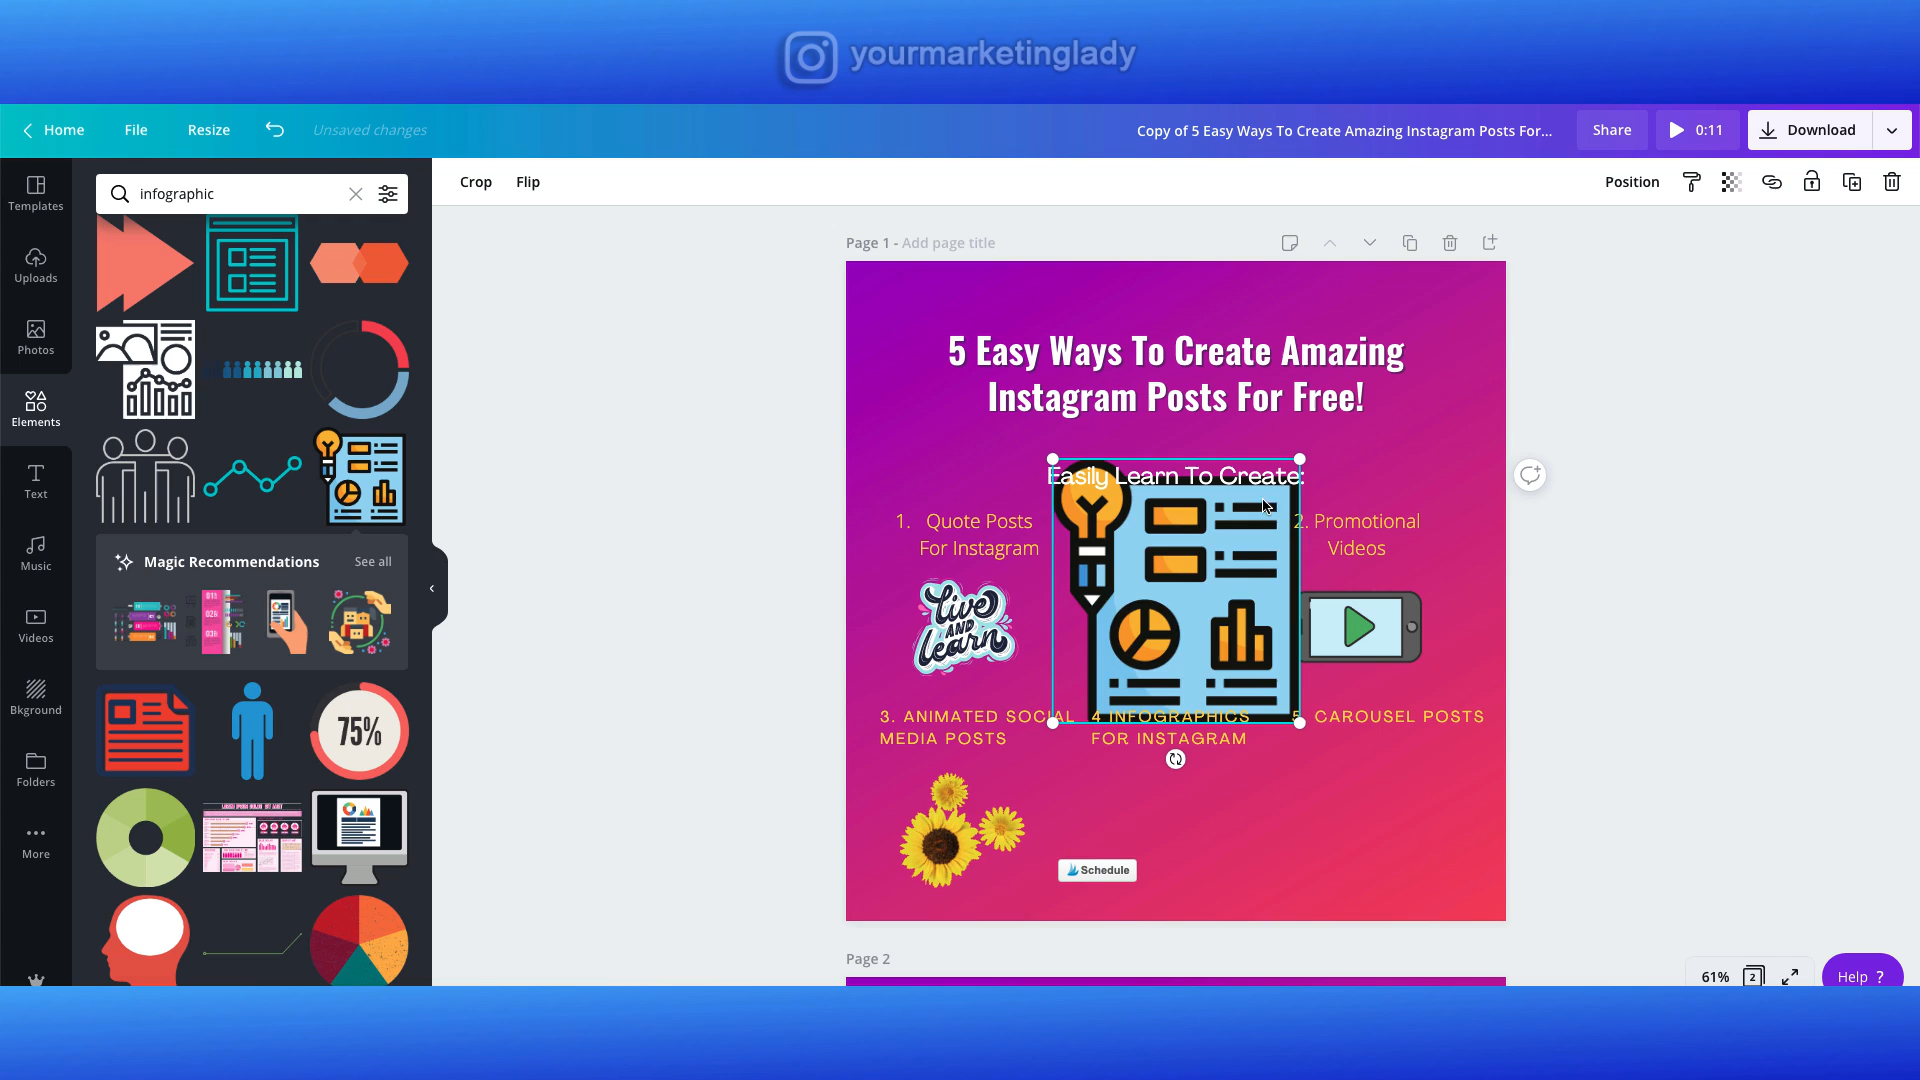 yourmarketinglady
Home
File
Resize
Unsaved changes
Copy of 5 Easy Ways To Create Amazing Instagram Posts For...
Share
0:11
Download
Templates
Uploads
Photos
Elements
Text
Music
Videos
Bkground
Folders
More
infographic
Magic Recommendations
See all
75%
Crop
Flip
Position
Page 1 - Add page title
5 Easy Ways To Create Amazing
Instagram Posts For Free!
Easily Learn To Create:
1. Quote Posts
For Instagram
2. Promotional
Videos
Live
AND
learn
3. ANIMATED SOCIAL
MEDIA POSTS
4 INFOGRAPHICS
FOR INSTAGRAM
5. CAROUSEL POSTS
Schedule
Page 2
61%
2
Help ?